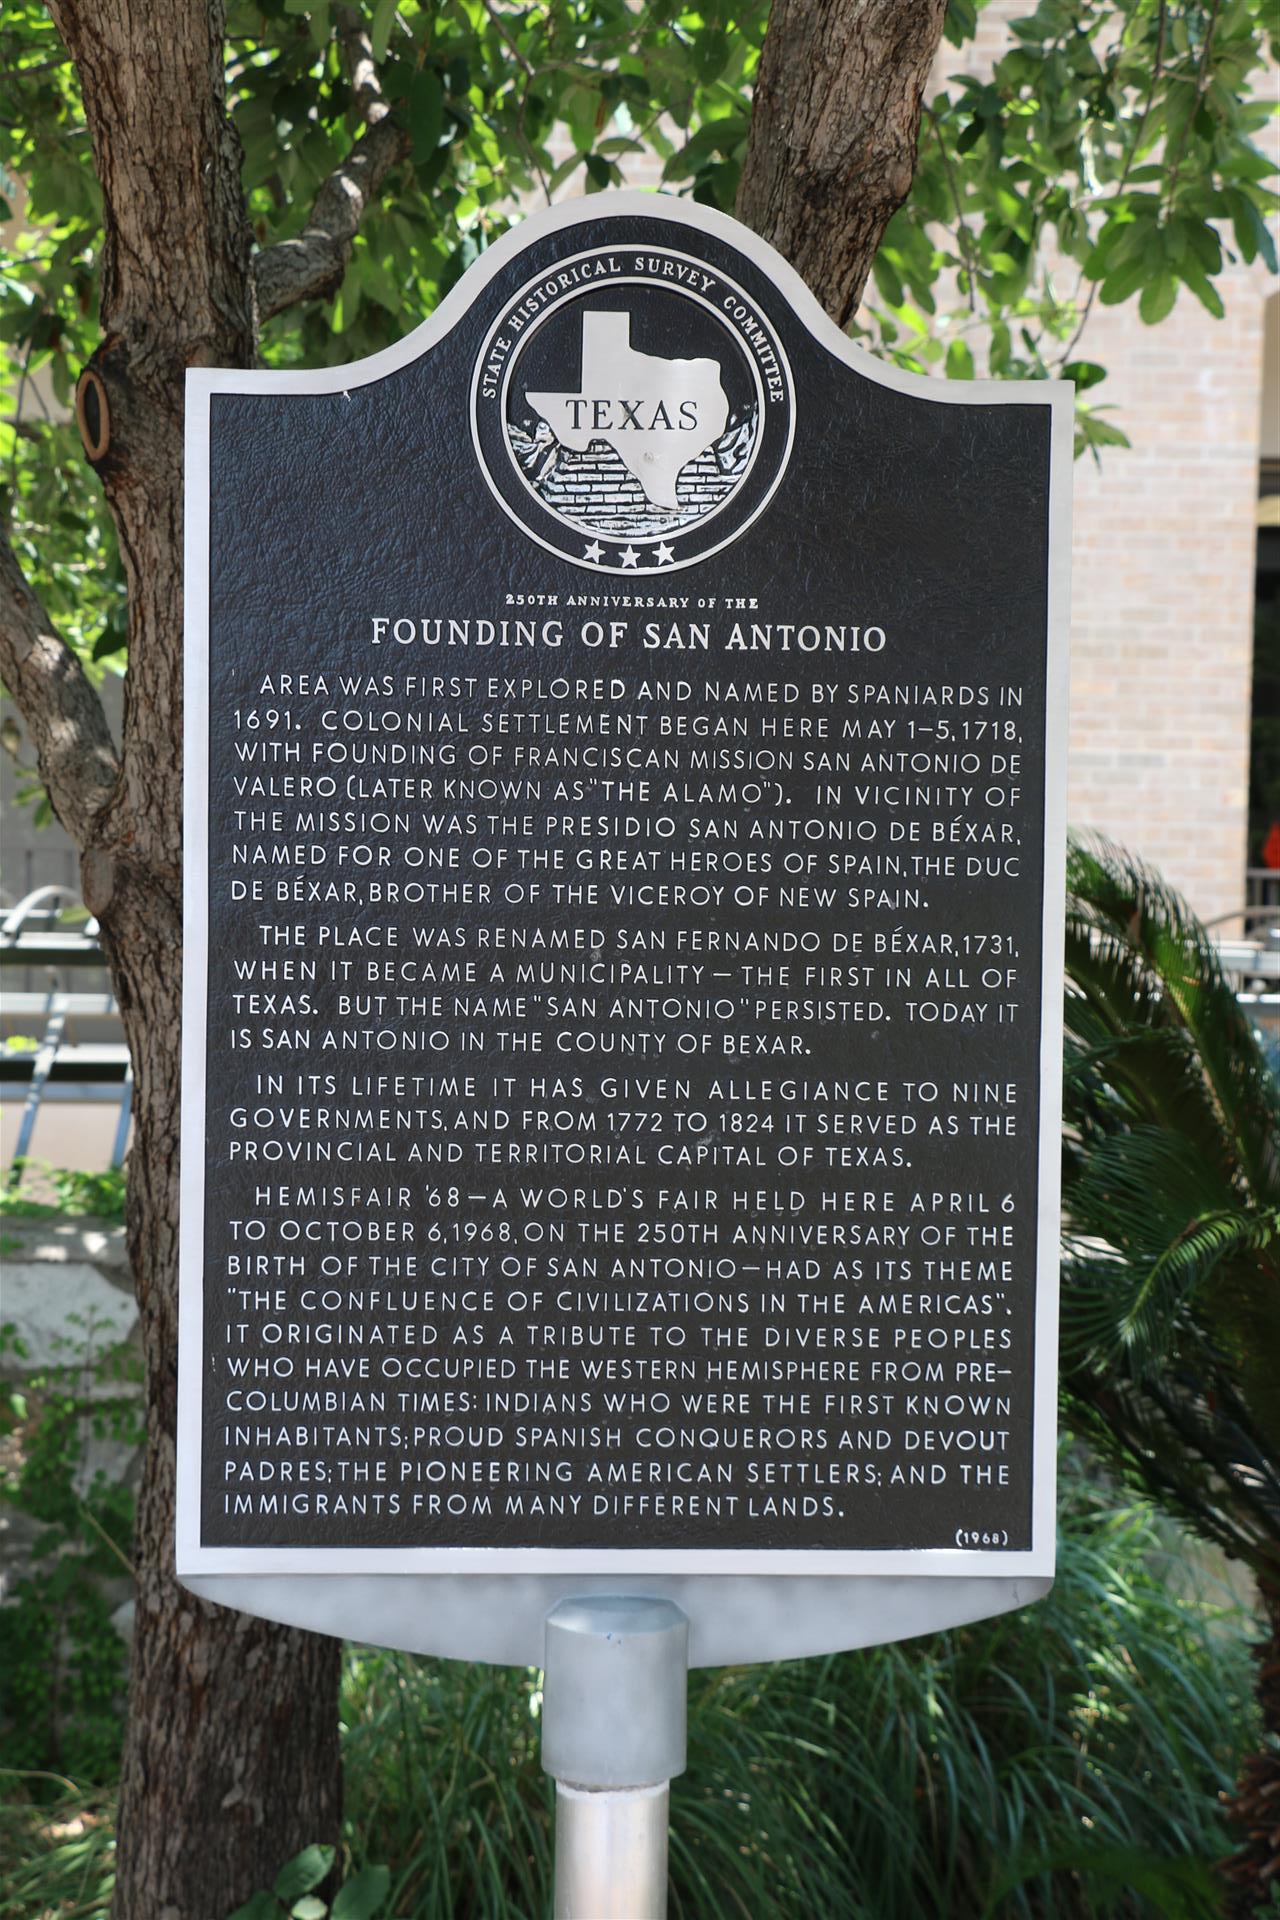 STATE HISTORICAL SURVEY COMMITTEE
TEXAS
250TH ANNIVERSARY OF THE
FOUNDING OF SAN ANTONIO
AREA WAS FIRST EXPLORED AND NAMED BY SPANIARDS IN
1691. COLONIAL SETTLEMENT BEGAN HERE MAY 1-5, 1718,
WITH FOUNDING OF FRANCISCAN MISSION SAN ANTONIO DE
VALERO (LATER KNOWN AS "THE ALAMO"). IN VICINITY OF
THE MISSION WAS THE PRESIDIO SAN ANTONIO DE BÉXAR,
NAMED FOR ONE OF THE GREAT HEROES OF SPAIN, THE DUC
DE BÉXAR, BROTHER OF THE VICEROY OF NEW SPAIN.
THE PLACE WAS RENAMED SAN FERNANDO DE BÉXAR, 1731,
WHEN IT BECAME A MUNICIPALITY — THE FIRST IN ALL OF
TEXAS. BUT THE NAME "SAN ANTONIO" PERSISTED. TODAY IT
IS SAN ANTONIO IN THE COUNTY OF BEXAR.
IN ITS LIFETIME IT HAS GIVEN ALLEGIANCE TO NINE
GOVERNMENTS, AND FROM 1772 TO 1824 IT SERVED AS THE
PROVINCIAL AND TERRITORIAL CAPITAL OF TEXAS.
HEMISFAIR '68 — A WORLD'S FAIR HELD HERE APRIL 6
TO OCTOBER 6, 1968, ON THE 250TH ANNIVERSARY OF THE
BIRTH OF THE CITY OF SAN ANTONIO — HAD AS ITS THEME
"THE CONFLUENCE OF CIVILIZATIONS IN THE AMERICAS".
IT ORIGINATED AS A TRIBUTE TO THE DIVERSE PEOPLES
WHO HAVE OCCUPIED THE WESTERN HEMISPHERE FROM PRE-
COLUMBIAN TIMES: INDIANS WHO WERE THE FIRST KNOWN
INHABITANTS; PROUD SPANISH CONQUERORS AND DEVOUT
PADRES; THE PIONEERING AMERICAN SETTLERS; AND THE
IMMIGRANTS FROM MANY DIFFERENT LANDS.
(1968)